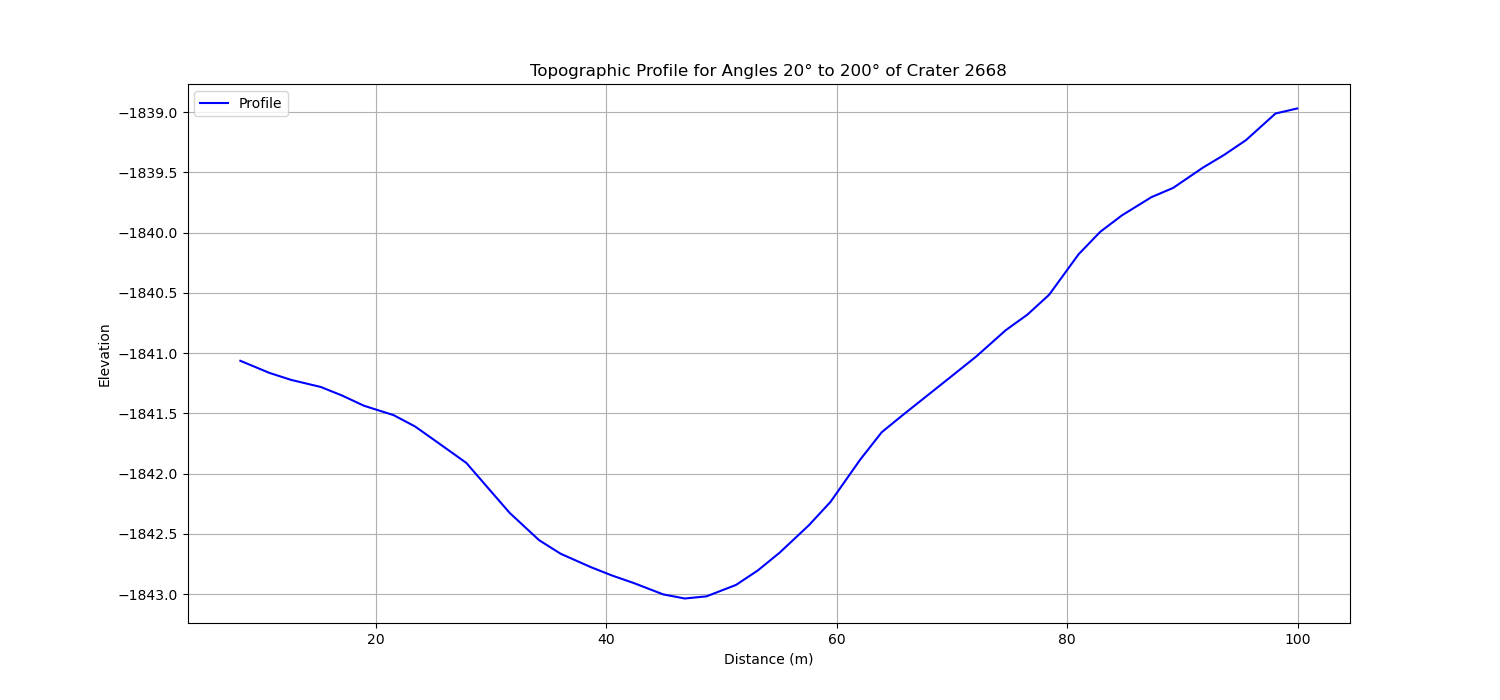 Topographic Profile for Angles 20° to 200° of Crater 2668
Profile
−1839.0
−1839.5
−1840.0
−1840.5
−1841.0
−1841.5
−1842.0
−1842.5
−1843.0
Elevation
20 40 60 80 100
Distance (m)